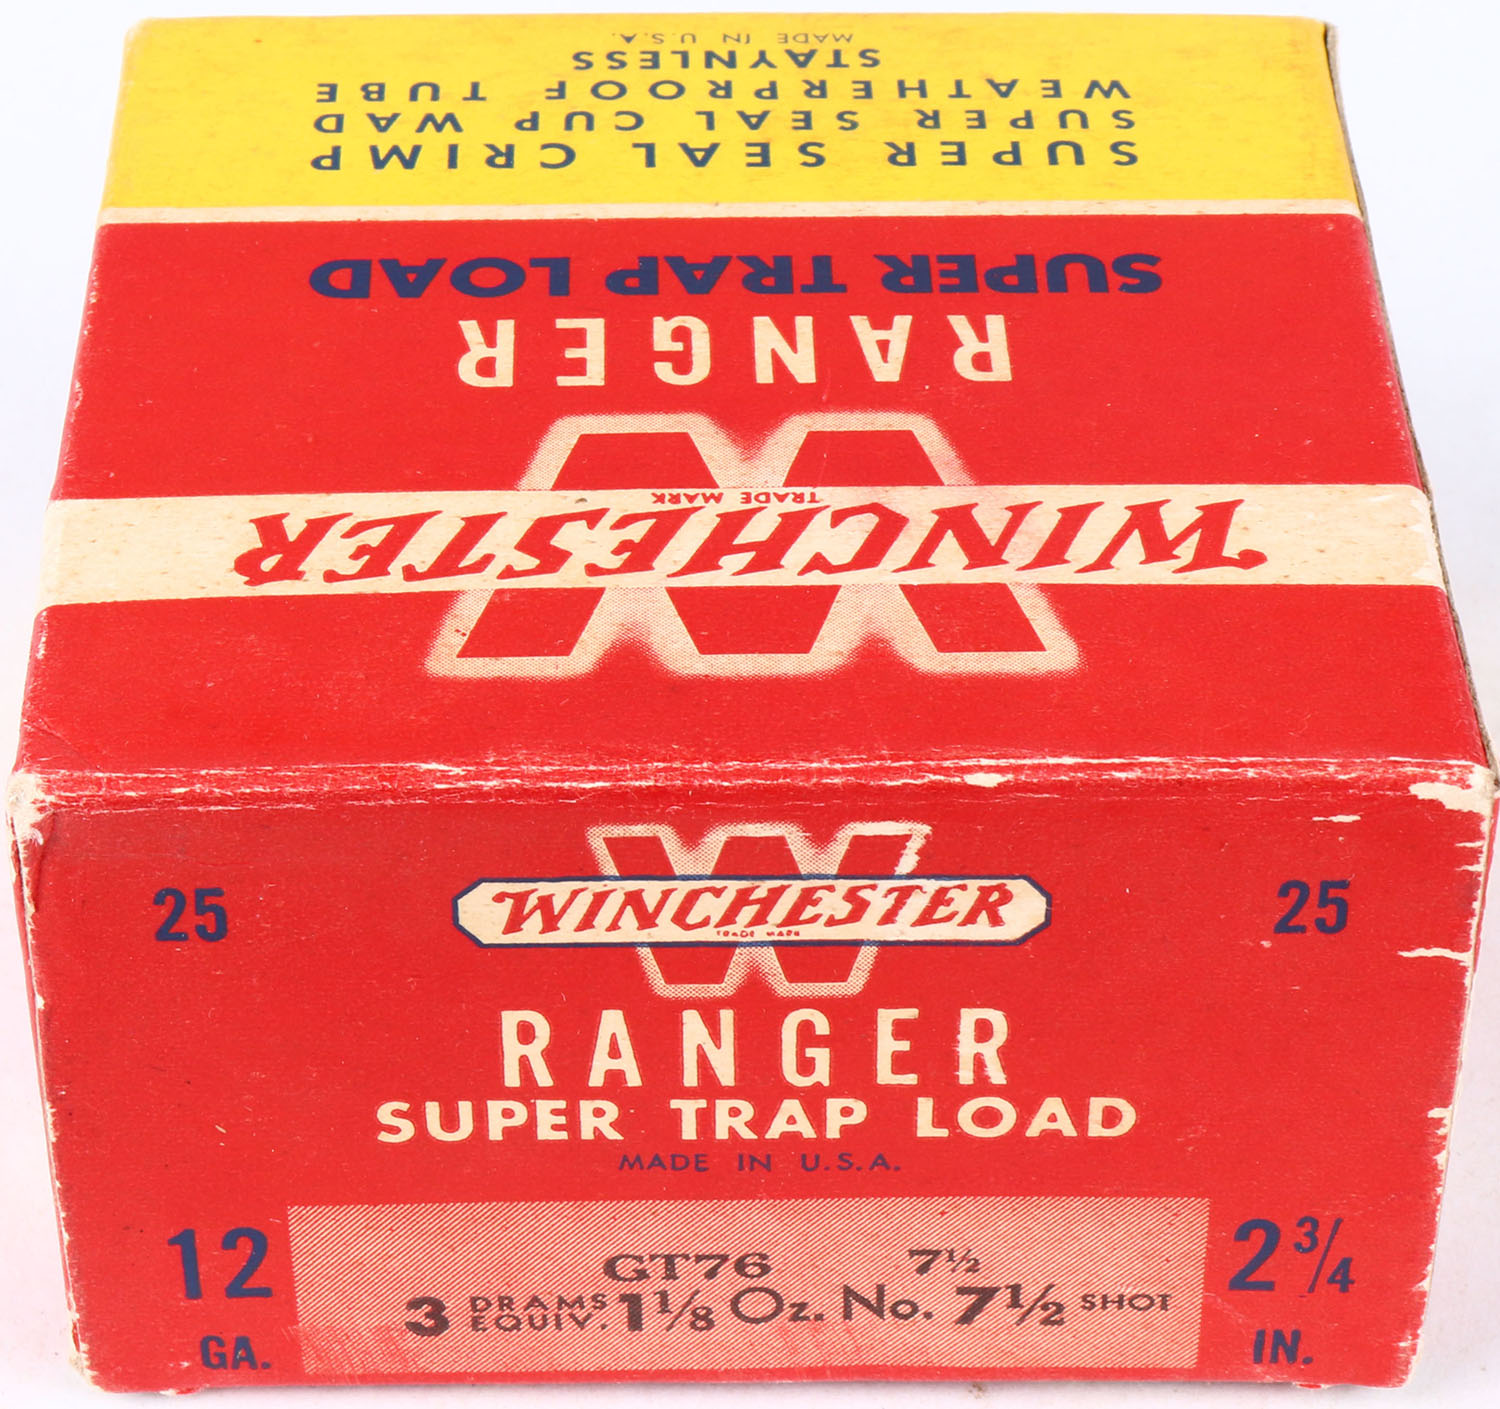 WINCHESTER
TRADE MARK
RANGER
SUPER TRAP LOAD
SUPER SEAL CRIMP
SUPER SEAL CUP WAD
WEATHERPROOF TUBE
STAYNLESS
MADE IN U.S.A.
W
25 WINCHESTER 25
TRADE MARK
W
RANGER
SUPER TRAP LOAD
MADE IN U.S.A.
12 GA.
GT76 7½
3 DRAMS EQUIV. 1⅛ Oz. No. 7½ SHOT
2¾ IN.